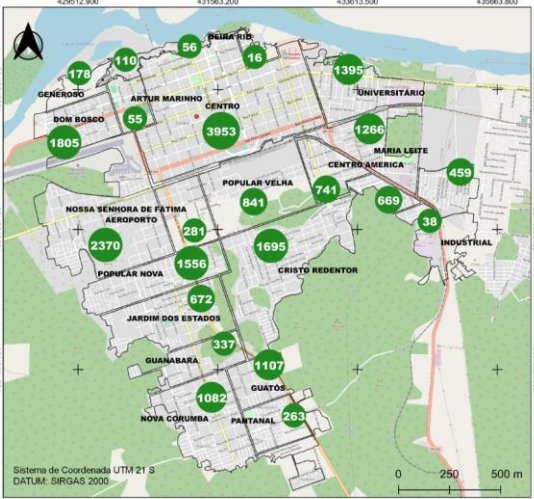 429512.900 431563.200 433613.500 435663.800
56
BEIRA RIO
16
110
178
1395
GENEROSO
ARTUR MARINHO
UNIVERSITÁRIO
CENTRO
DOM BOSCO
55
1805
3953
1266
MARIA LEITE
CENTRO AMERICA
459
POPULAR VELHA
741
841
669
NOSSA SENHORA DE FÁTIMA
AEROPORTO
38
281
2370
1695
INDUSTRIAL
1556
POPULAR NOVA
CRISTO REDENTOR
672
JARDIM DOS ESTADOS
337
GUANABARA
1107
GUATÓS
1082
263
NOVA CORUMBA
PANTANAL
Sistema de Coordenada UTM 21 S
DATUM: SIRGAS 2000
0 250 500 m